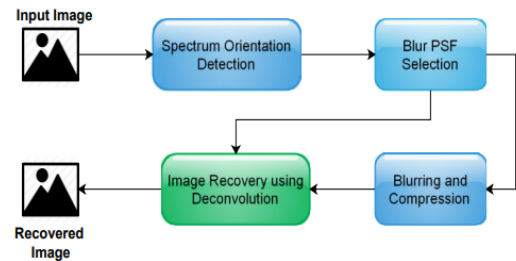 Input Image
Spectrum Orientation
Detection
Blur PSF
Selection
Image Recovery using
Deconvolution
Blurring and
Compression
Recovered
Image